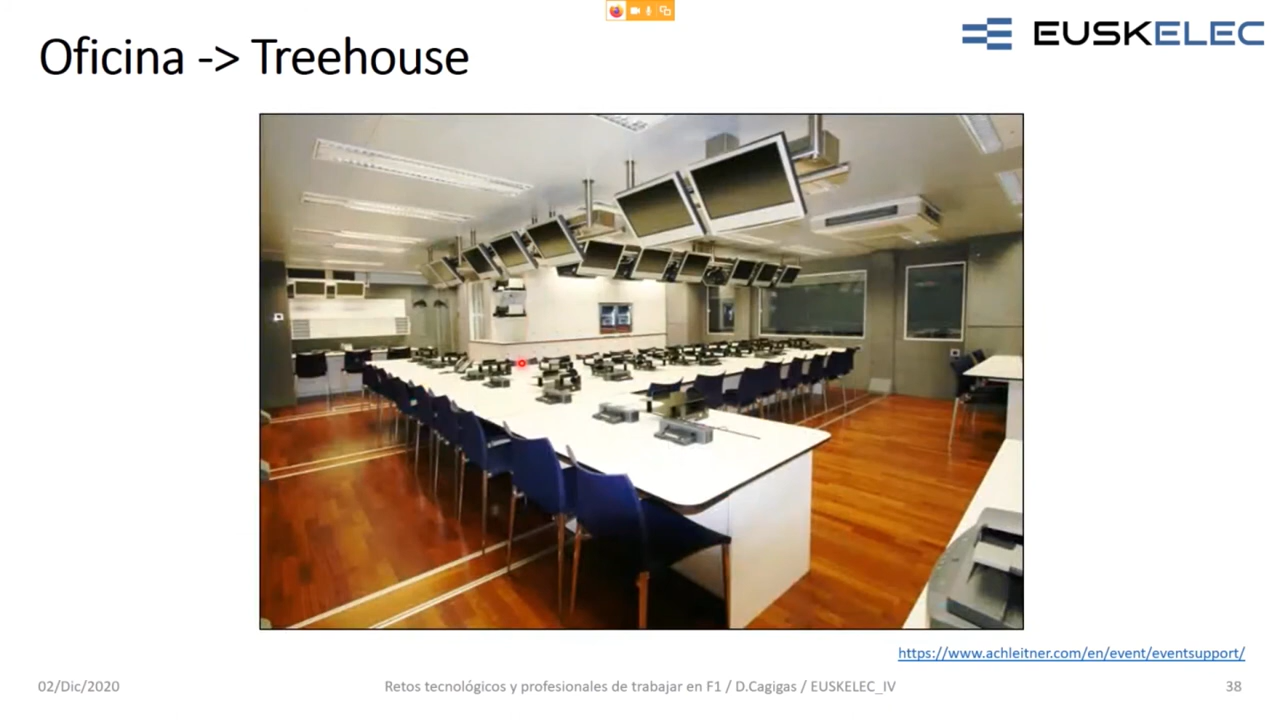 Oficina -> Treehouse
EUSKELEC
https://www.achleitner.com/en/event/eventsupport/
02/Dic/2020
Retos tecnológicos y profesionales de trabajar en F1 / D.Cagigas / EUSKELEC_IV
38